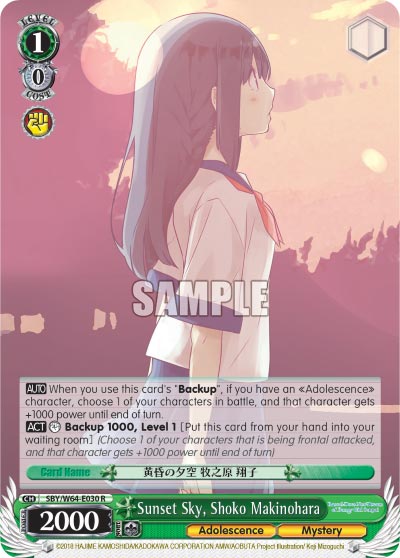 LEVEL
1
0
COST
SAMPLE
AUTO When you use this card's "Backup", if you have an «Adolescence»
character, choose 1 of your characters in battle, and that character gets
+1000 power until end of turn.
ACT Backup 1000, Level 1 [Put this card from your hand into your
waiting room] (Choose 1 of your characters that is being frontal attacked,
and that character gets +1000 power until end of turn)
Card Name 黄昏の夕空 牧之原 翔子
CH SBY/W64-E030 R
2000
Sunset Sky, Shoko Makinohara
Adolescence Mystery
©2018 HAJIME KAMOSHIDA/KADOKAWA CORPORATION AMW/AOBUTA Project Illustration/ Keji Mizoguchi